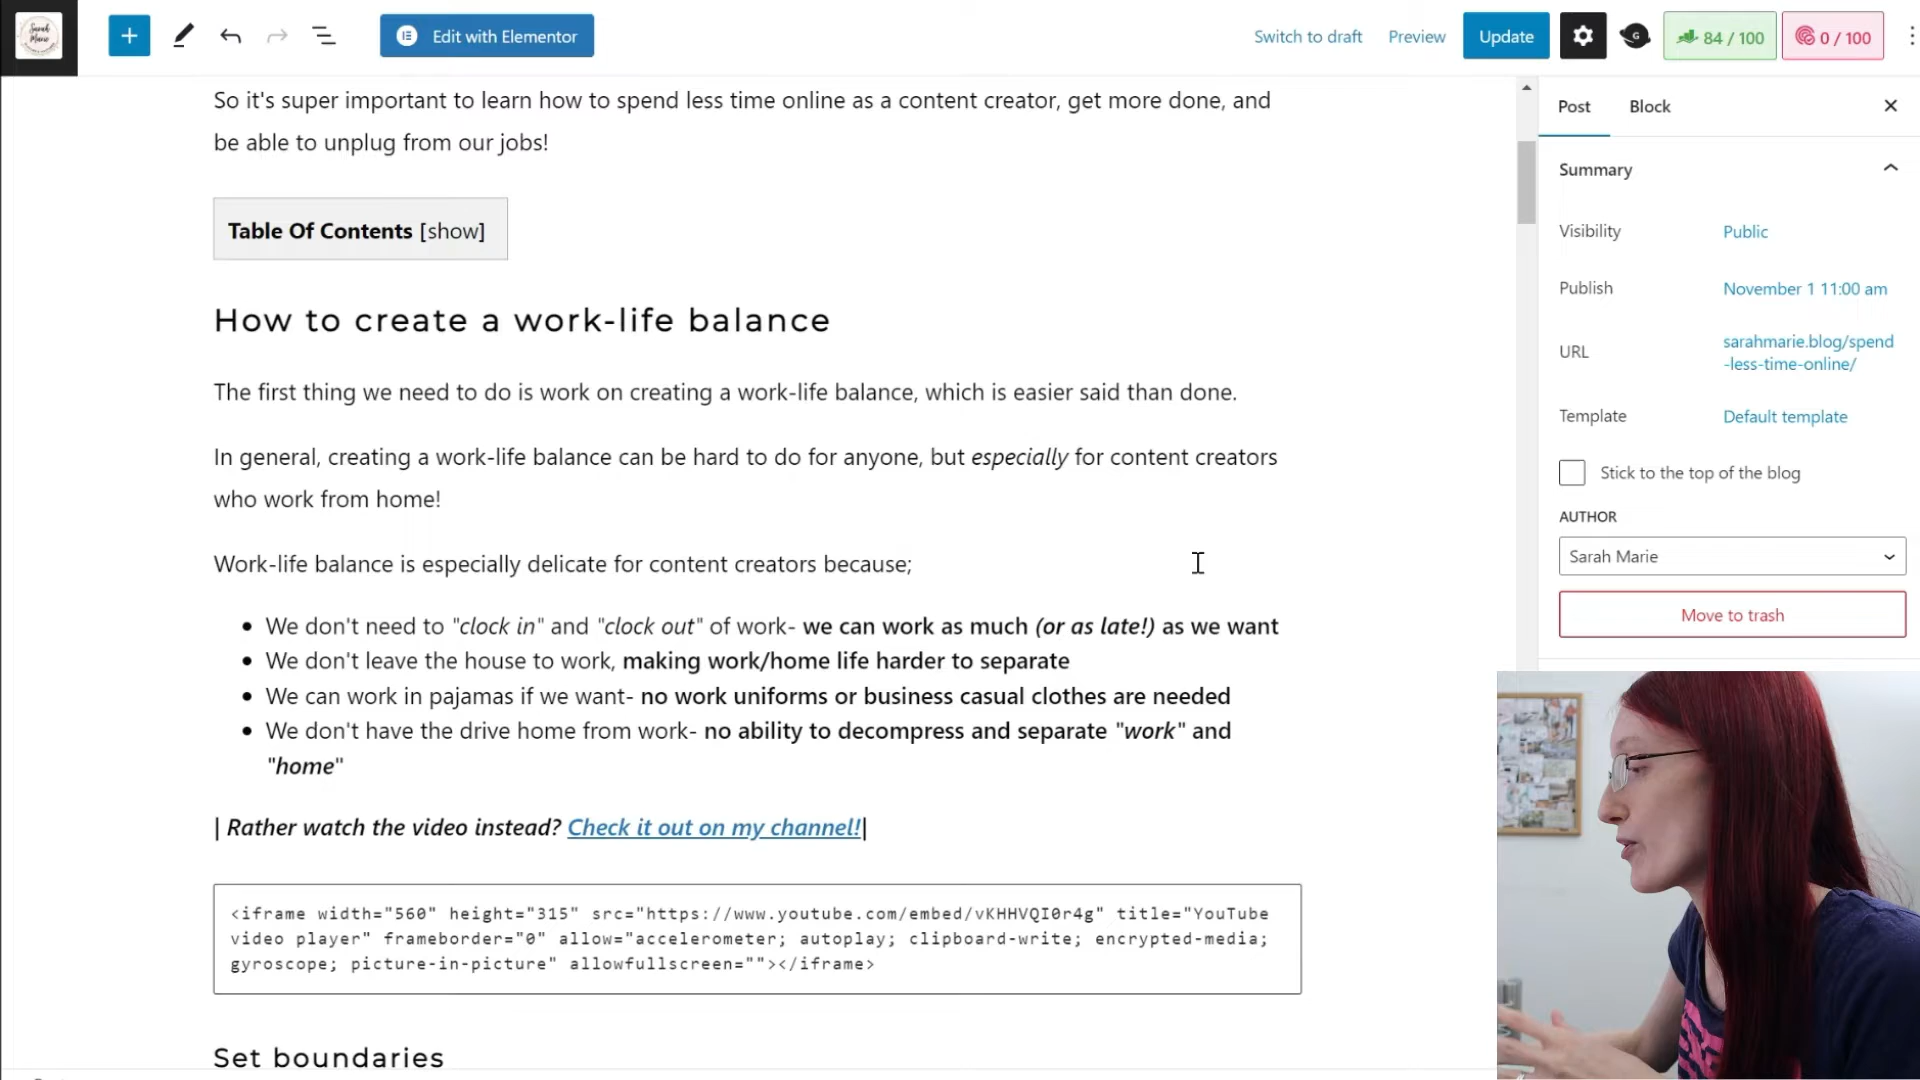 Sarah
Marie
Edit with Elementor
Switch to draft
Preview
Update
G
84 / 100
0 / 100
So it's super important to learn how to spend less time online as a content creator, get more done, and
be able to unplug from our jobs!
Table Of Contents [show]
How to create a work-life balance
The first thing we need to do is work on creating a work-life balance, which is easier said than done.
In general, creating a work-life balance can be hard to do for anyone, but especially for content creators
who work from home!
Work-life balance is especially delicate for content creators because;
• We don't need to "clock in" and "clock out" of work- we can work as much (or as late!) as we want
• We don't leave the house to work, making work/home life harder to separate
• We can work in pajamas if we want- no work uniforms or business casual clothes are needed
• We don't have the drive home from work- no ability to decompress and separate "work" and
"home"
| Rather watch the video instead? Check it out on my channel!|
<iframe width="560" height="315" src="https://www.youtube.com/embed/vKHHVQI0r4g" title="YouTube
video player" frameborder="0" allow="accelerometer; autoplay; clipboard-write; encrypted-media;
gyroscope; picture-in-picture" allowfullscreen=""></iframe>
Set boundaries
Post
Block
Summary
Visibility
Public
Publish
November 1 11:00 am
URL
sarahmarie.blog/spend
-less-time-online/
Template
Default template
Stick to the top of the blog
AUTHOR
Sarah Marie
Move to trash